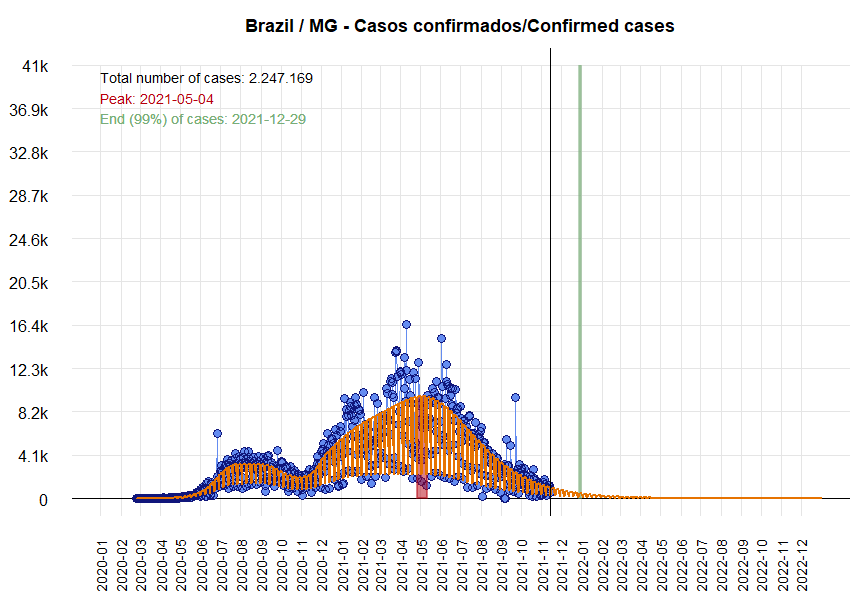 Brazil / MG - Casos confirmados/Confirmed cases
41k
Total number of cases: 2.247.169
Peak: 2021-05-04
36.9k
End (99%) of cases: 2021-12-29
32.8k
28.7k
24.6k
20.5k
16.4k
12.3k
8.2k
4.1k
0
2020-01
2020-02
2020-03
2020-04
2020-05
2020-06
2020-07
2020-08
2020-09
2020-10
2020-11
2020-12
2021-01
2021-02
2021-03
2021-04
2021-05
2021-06
2021-07
2021-08
2021-09
2021-10
2021-11
2021-12
2022-01
2022-02
2022-03
2022-04
2022-05
2022-06
2022-07
2022-08
2022-09
2022-10
2022-11
2022-12